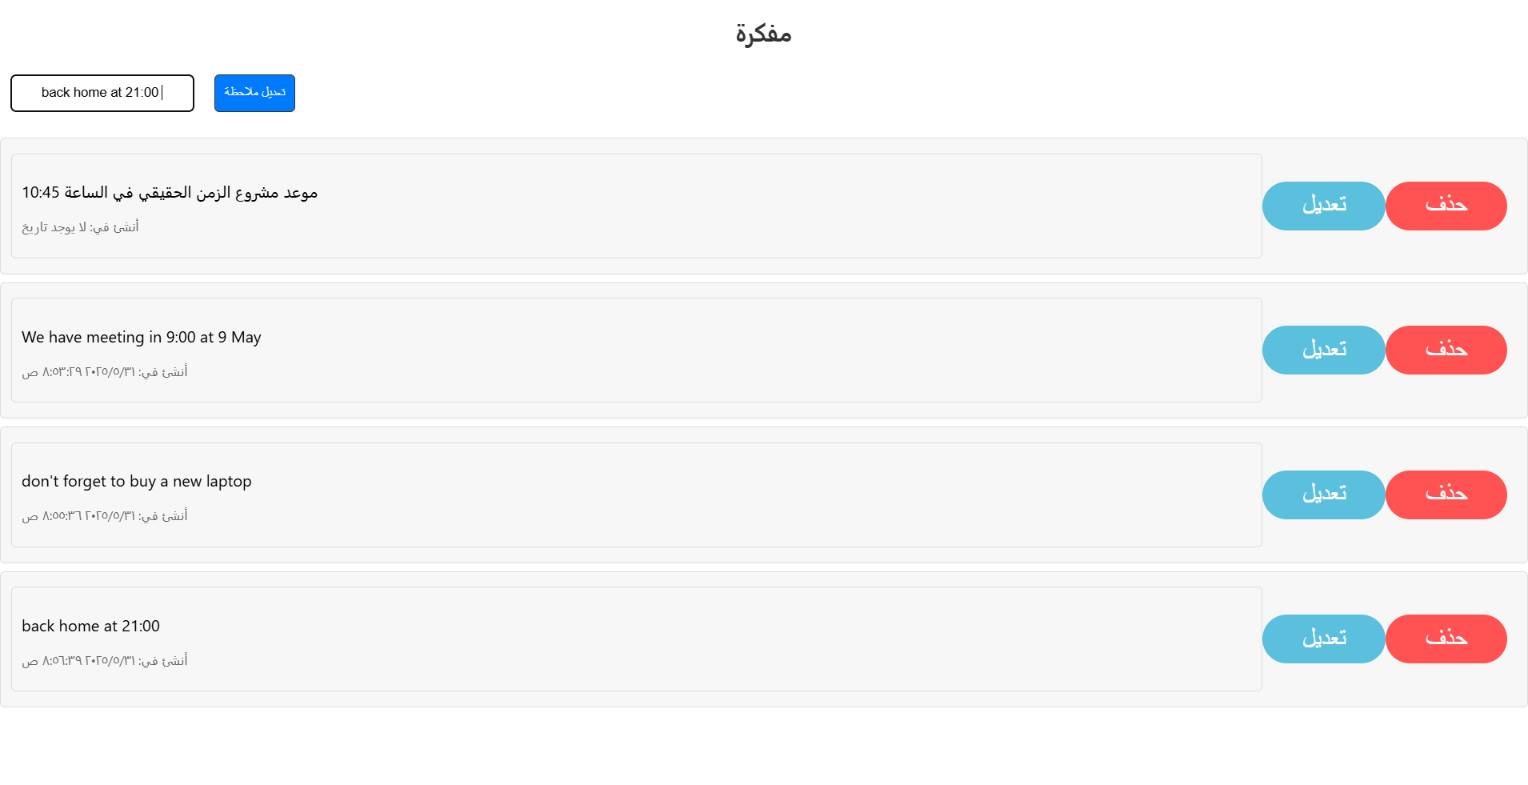 مفكرة
back home at 21:00
تعديل ملاحظة
موعد مشروع الزمن الحقيقي في الساعة 10:45
أنشئ في: لا يوجد تاريخ
تعديل
حذف
We have meeting in 9:00 at 9 May
أنشئ في: ٣١‏/٥‏/٢٠٢٥ ٨:٥٣:٢٩ ص
تعديل
حذف
don't forget to buy a new laptop
أنشئ في: ٣١‏/٥‏/٢٠٢٥ ٨:٥٥:٣٦ ص
تعديل
حذف
back home at 21:00
أنشئ في: ٣١‏/٥‏/٢٠٢٥ ٨:٥٦:٣٩ ص
تعديل
حذف